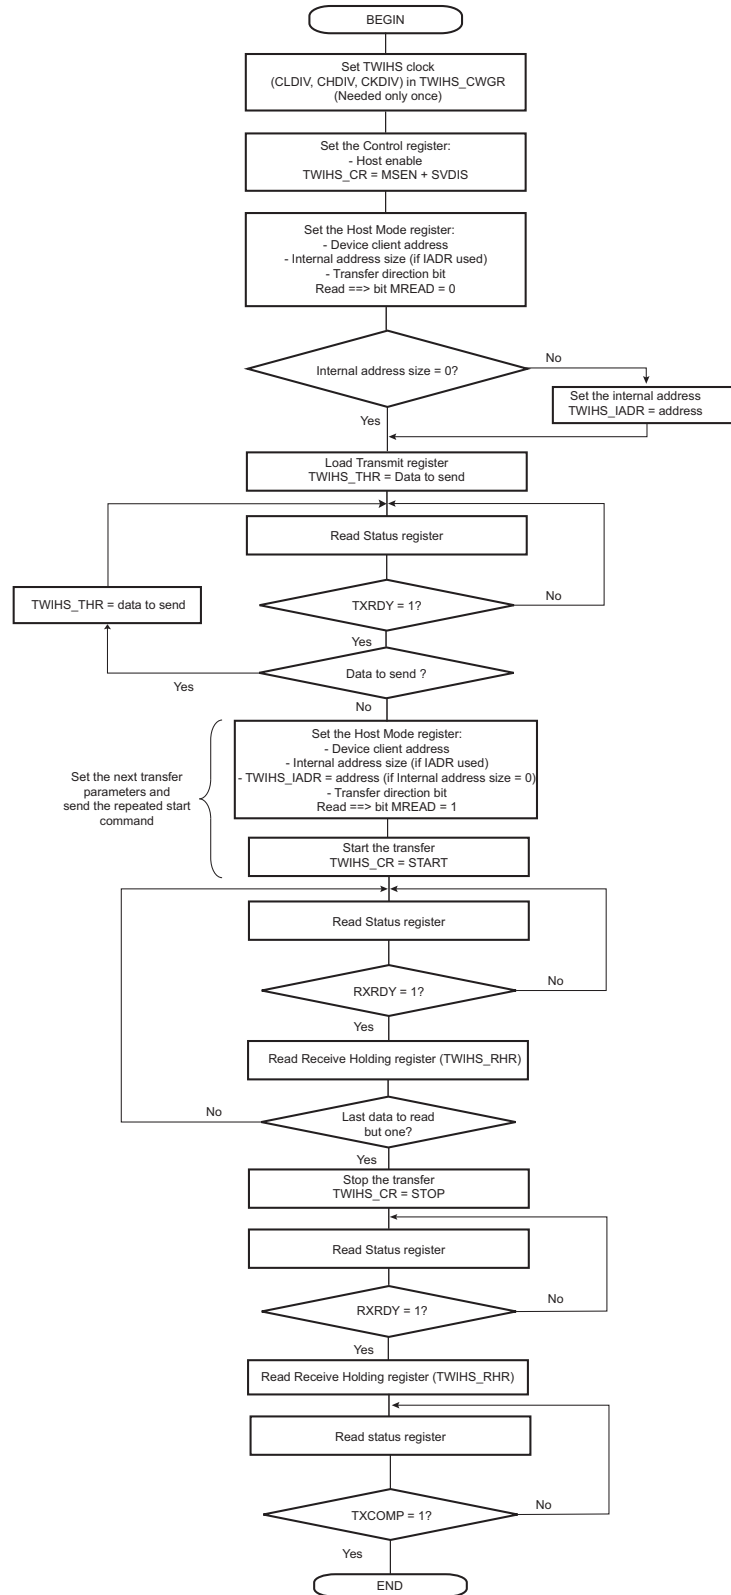 BEGIN
Set TWIHS clock
(CLDIV, CHDIV, CKDIV) in TWIHS_CWGR
(Needed only once)
Set the Control register:
- Host enable
TWIHS_CR = MSEN + SVDIS
Set the Host Mode register:
- Device client address
- Internal address size (if IADR used)
- Transfer direction bit
Read ==> bit MREAD = 0
Internal address size = 0?
No
Set the internal address
TWIHS_IADR = address
Yes
Load Transmit register
TWIHS_THR = Data to send
Read Status register
TWIHS_THR = data to send
TXRDY = 1?
No
Yes
Data to send ?
Yes
No
Set the next transfer
parameters and
send the repeated start
command
Set the Host Mode register:
- Device client address
- Internal address size (if IADR used)
- TWIHS_IADR = address (if Internal address size = 0)
- Transfer direction bit
Read ==> bit MREAD = 1
Start the transfer
TWIHS_CR = START
Read Status register
RXRDY = 1?
No
Yes
Read Receive Holding register (TWIHS_RHR)
No
Last data to read
but one?
Yes
Stop the transfer
TWIHS_CR = STOP
Read Status register
RXRDY = 1?
No
Yes
Read Receive Holding register (TWIHS_RHR)
Read status register
TXCOMP = 1?
No
Yes
END